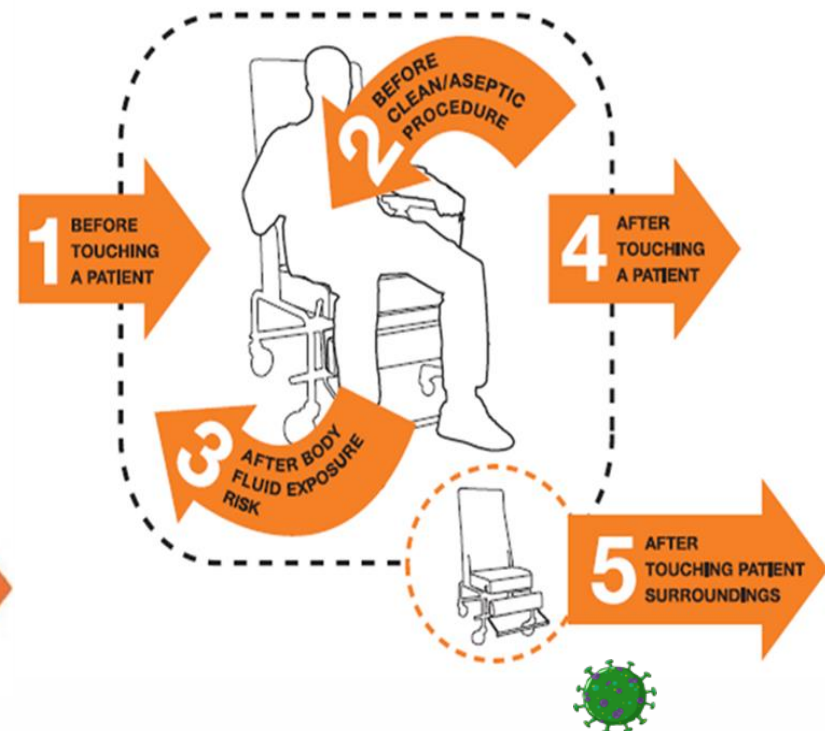 1 BEFORE
TOUCHING
A PATIENT
2 BEFORE
CLEAN/ASEPTIC
PROCEDURE
3 AFTER BODY
FLUID EXPOSURE
RISK
4 AFTER
TOUCHING
A PATIENT
5 AFTER
TOUCHING PATIENT
SURROUNDINGS